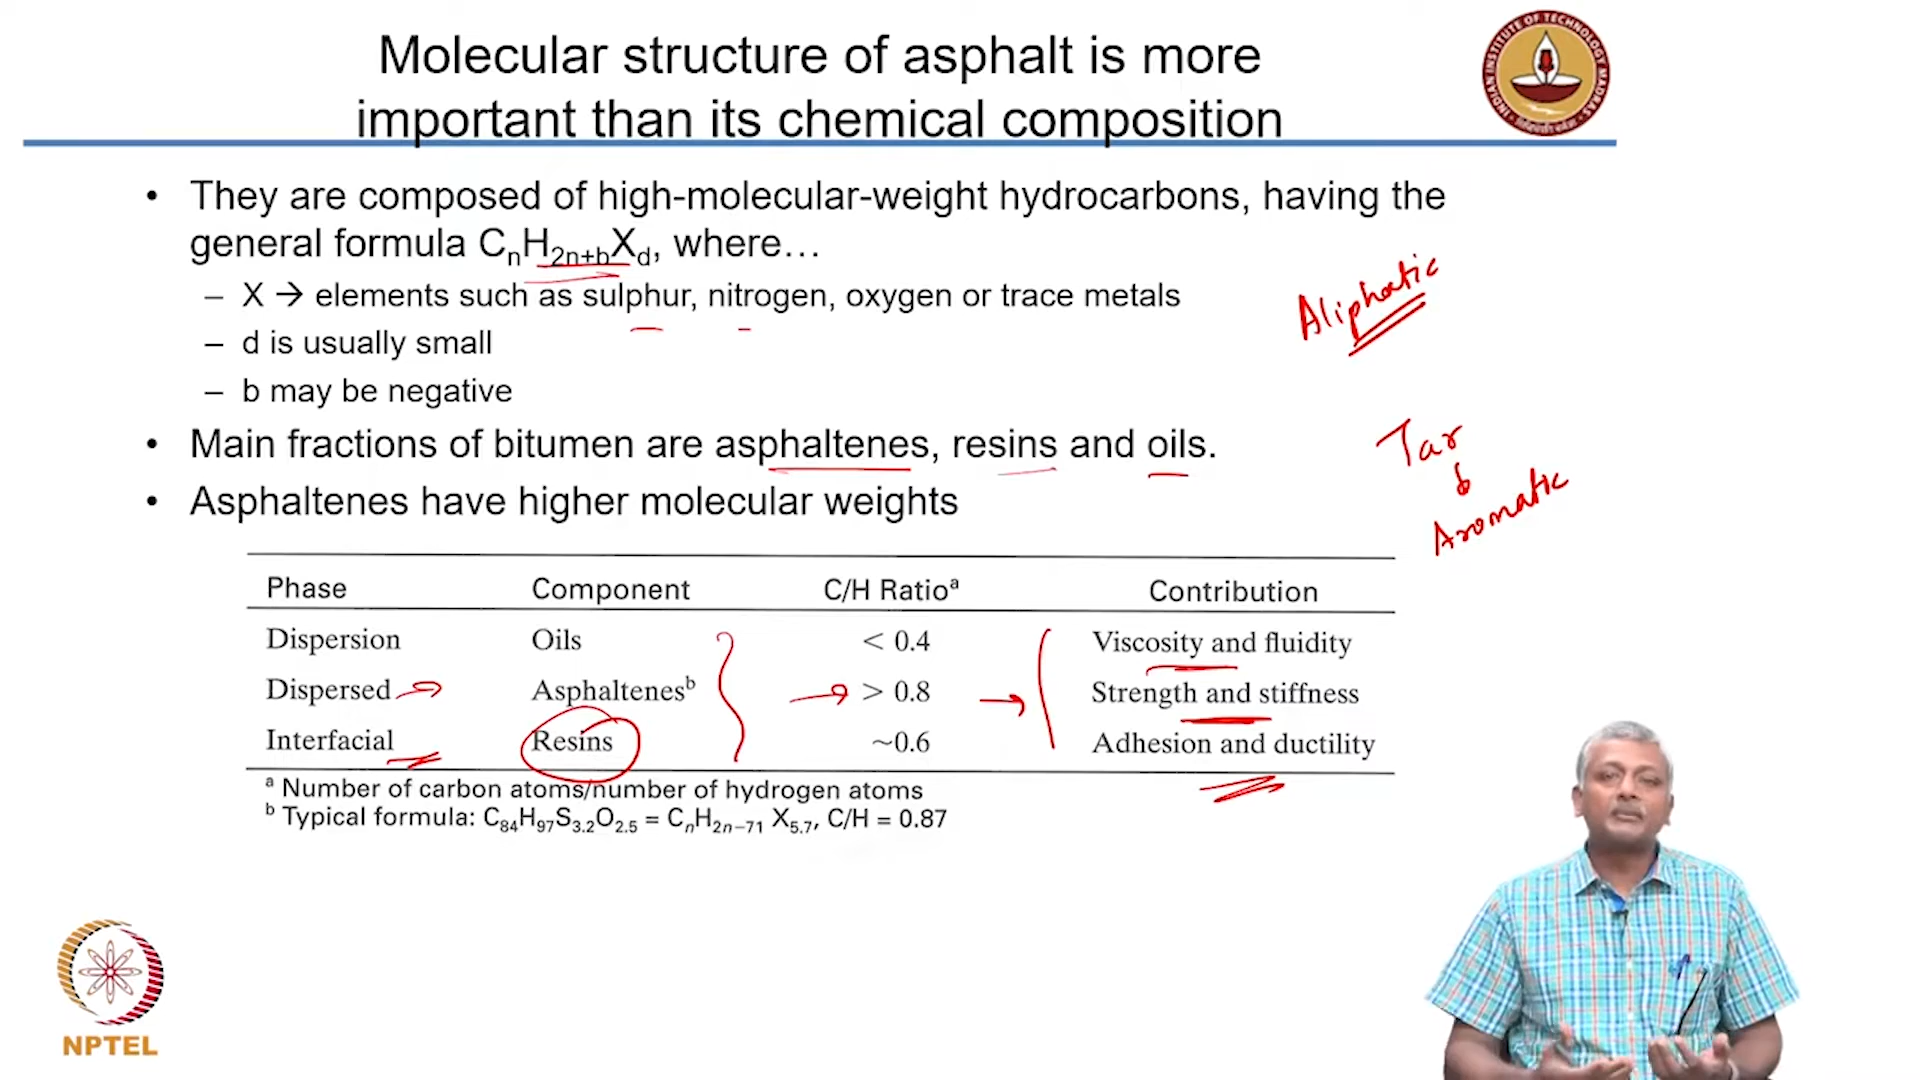 Molecular structure of asphalt is more
important than its chemical composition
INDIAN INSTITUTE OF TECHNOLOGY MADRAS
• They are composed of high-molecular-weight hydrocarbons, having the
general formula CnH2n+bXd, where…
– X → elements such as sulphur, nitrogen, oxygen or trace metals
– d is usually small
– b may be negative
Aliphatic
• Main fractions of bitumen are asphaltenes, resins and oils.
Tar
Aromatic
• Asphaltenes have higher molecular weights
Phase Component C/H Ratioᵃ Contribution
Dispersion Oils < 0.4 Viscosity and fluidity
Dispersed Asphaltenesᵇ > 0.8 Strength and stiffness
Interfacial Resins ~0.6 Adhesion and ductility
ᵃ Number of carbon atoms/number of hydrogen atoms
ᵇ Typical formula: C84H97S3.2O2.5 = CnH2n−71 X5.7, C/H = 0.87
NPTEL